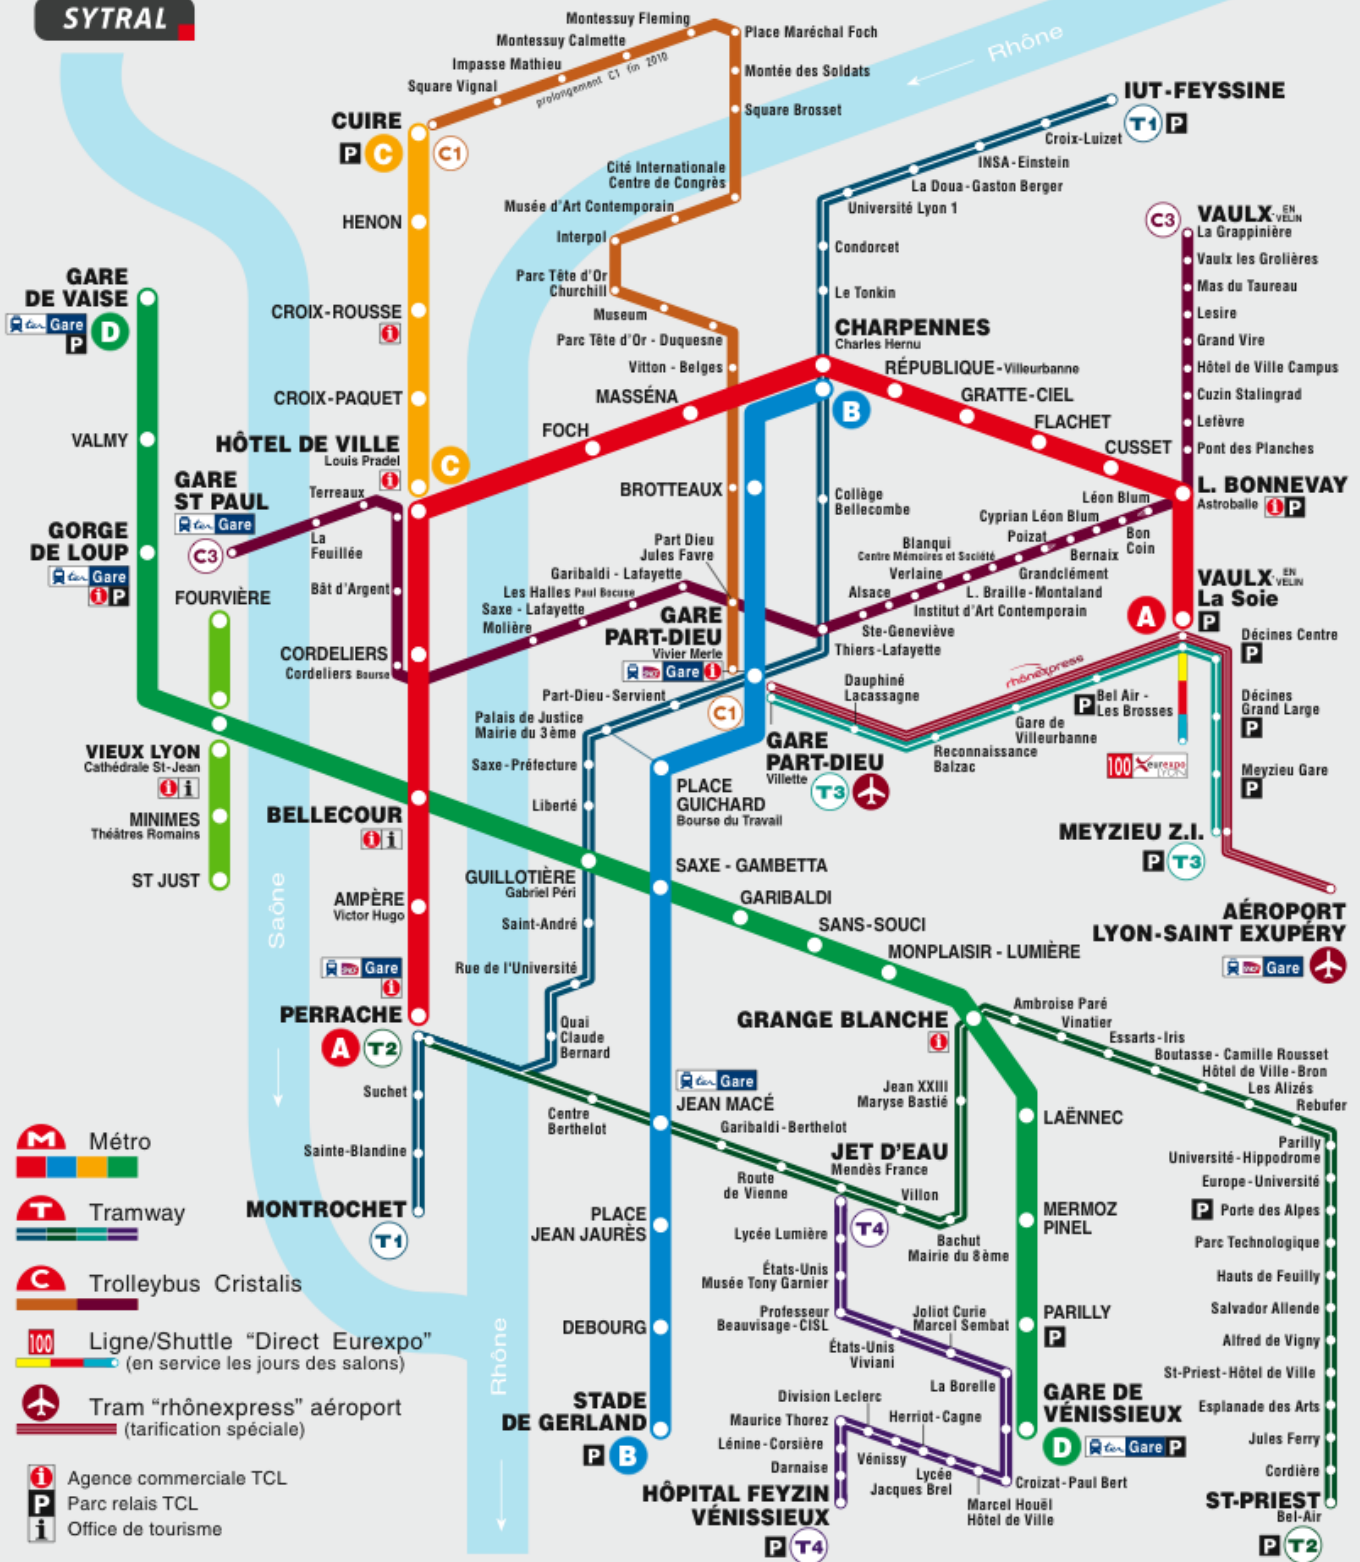 SYTRAL
Montessuy Fleming
Montessuy Calmette
Impasse Mathieu
Square Vignal
prolongement C1 fin 2010
Place Maréchal Foch
Montée des Soldats
Square Brosset
Rhône
IUT-FEYSSINE
T1 P
Croix-Luizet
INSA-Einstein
La Doua-Gaston Berger
Université Lyon 1
CUIRE
P C C1
Cité Internationale
Centre de Congrès
Musée d'Art Contemporain
Interpol
Parc Tête d'Or
Churchill
Museum
Parc Tête d'Or - Duquesne
Vitton - Belges
HENON
CROIX-ROUSSE
CROIX-PAQUET
HÔTEL DE VILLE
Louis Pradel
C
Condorcet
Le Tonkin
CHARPENNES
Charles Hernu
C3
VAULX-EN VELIN
La Grappinière
Vaulx les Grolières
Mas du Taureau
Lesire
Grand Vire
Hôtel de Ville Campus
Cuzin Stalingrad
Lefèvre
Pont des Planches
GARE
DE VAISE
ter Gare
P D
VALMY
GORGE
DE LOUP
ter Gare
i P
GARE
ST PAUL
ter Gare
C3
Terreaux
La
Feuillée
Bât d'Argent
MASSÉNA
FOCH
BROTTEAUX
B
RÉPUBLIQUE-Villeurbanne
GRATTE-CIEL
FLACHET
CUSSET
L. BONNEVAY
Astroballe i P
Léon Blum
Cyprian Léon Blum
Poizat
Bon
Coin
Bernaix
Blanqui
Centre Mémoires et Société
Grandclément
Verlaine
L. Braille-Montaland
Alsace
Institut d'Art Contemporain
Ste-Geneviève
Thiers-Lafayette
Collège
Bellecombe
Part Dieu
Jules Favre
Garibaldi - Lafayette
Les Halles Paul Bocuse
Saxe - Lafayette
Molière
GARE
PART-DIEU
Vivier Merle
SNCF Gare i
C1
FOURVIÈRE
CORDELIERS
Cordeliers Bourse
VAULX-EN VELIN
La Soie
A P
Décines Centre
P
Décines
Grand Large
P
Meyzieu Gare
P
rhônexpress
Bel Air -
Les Brosses
P
100 eurexpo LYON
Gare de
Villeurbanne
Reconnaissance
Balzac
Dauphiné
Lacassagne
GARE
PART-DIEU
Villette
T3
MEYZIEU Z.I.
P T3
AÉROPORT
LYON-SAINT EXUPÉRY
SNCF Gare
Part-Dieu-Servient
Palais de Justice
Mairie du 3ème
Saxe-Préfecture
Liberté
PLACE
GUICHARD
Bourse du Travail
VIEUX LYON
Cathédrale St-Jean
i i
MINIMES
Théâtres Romains
ST JUST
BELLECOUR
i i
AMPÈRE
Victor Hugo
SNCF Gare
i
PERRACHE
A T2
GUILLOTIÈRE
Gabriel Péri
Saint-André
Rue de l'Université
Quai
Claude
Bernard
SAXE - GAMBETTA
GARIBALDI
SANS-SOUCI
MONPLAISIR - LUMIÈRE
GRANGE BLANCHE
i
Saône
Suchet
Sainte-Blandine
MONTROCHET
T1
Centre
Berthelot
ter Gare
JEAN MACÉ
Garibaldi-Berthelot
Route
de Vienne
JET D'EAU
Mendès France
T4
Villon
Bachut
Mairie du 8ème
Jean XXIII
Maryse Bastié
Ambroise Paré
Vinatier
Essarts-Iris
Boutasse - Camille Rousset
Hôtel de Ville-Bron
Les Alizés
Rebufer
Parilly
Université-Hippodrome
Europe-Université
P Porte des Alpes
Parc Technologique
Hauts de Feuilly
Salvador Allende
Alfred de Vigny
St-Priest-Hôtel de Ville
Esplanade des Arts
Jules Ferry
Cordière
ST-PRIEST
Bel-Air
P T2
LAËNNEC
MERMOZ
PINEL
PARILLY
P
GARE DE
VÉNISSIEUX
D ter Gare P
PLACE
JEAN JAURÈS
DEBOURG
STADE
DE GERLAND
P B
Rhône
Lycée Lumière
États-Unis
Musée Tony Garnier
Professeur
Beauvisage-CISL
États-Unis
Viviani
Joliot Curie
Marcel Sembat
La Borelle
Croizat-Paul Bert
Marcel Houël
Hôtel de Ville
Lycée
Jacques Brel
Herriot-Cagne
Vénissy
Division Leclerc
Maurice Thorez
Lénine-Corsière
Darnaise
HÔPITAL FEYZIN
VÉNISSIEUX
P T4
M Métro
T Tramway
C Trolleybus Cristalis
100 Ligne/Shuttle "Direct Eurexpo"
(en service les jours des salons)
Tram "rhônexpress" aéroport
(tarification spéciale)
i Agence commerciale TCL
P Parc relais TCL
i Office de tourisme